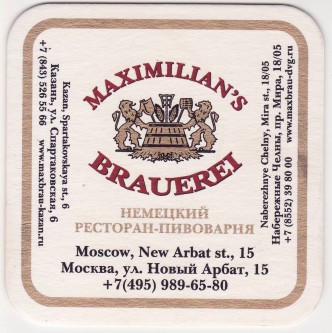 MAXIMILIAN'S
BRAUEREI
НЕМЕЦКИЙ
РЕСТОРАН-ПИВОВАРНЯ
Moscow, New Arbat st., 15
Москва, ул. Новый Арбат, 15
+7(495) 989-65-80
Kazan, Spartakovskaya st., 6
Казань, ул. Спартаковская, 6
+7 (843) 526 55 66
www.maxbrau-kazan.ru
Naberezhnye Chelny, Mira st., 18/05
Набережные Челны, пр. Мира, 18/05
+7 (8552) 39 80 00
www.maxbrau-dvg.ru